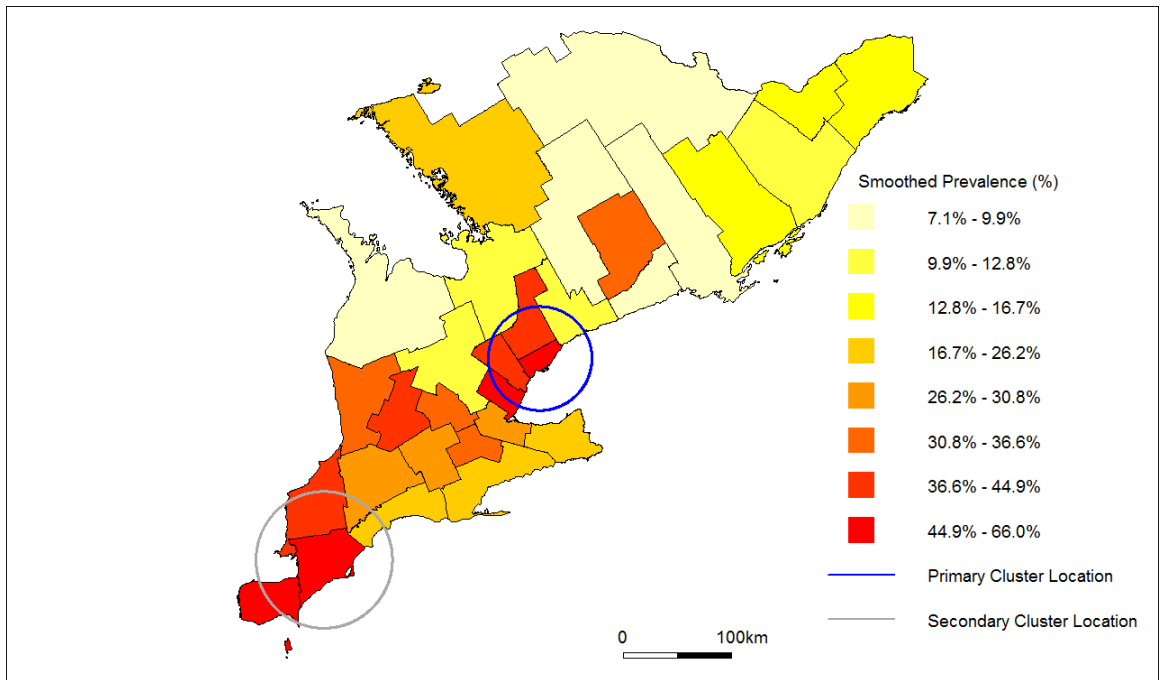 Smoothed Prevalence (%)
7.1% - 9.9%
9.9% - 12.8%
12.8% - 16.7%
16.7% - 26.2%
26.2% - 30.8%
30.8% - 36.6%
36.6% - 44.9%
44.9% - 66.0%
Primary Cluster Location
Secondary Cluster Location
0 100km